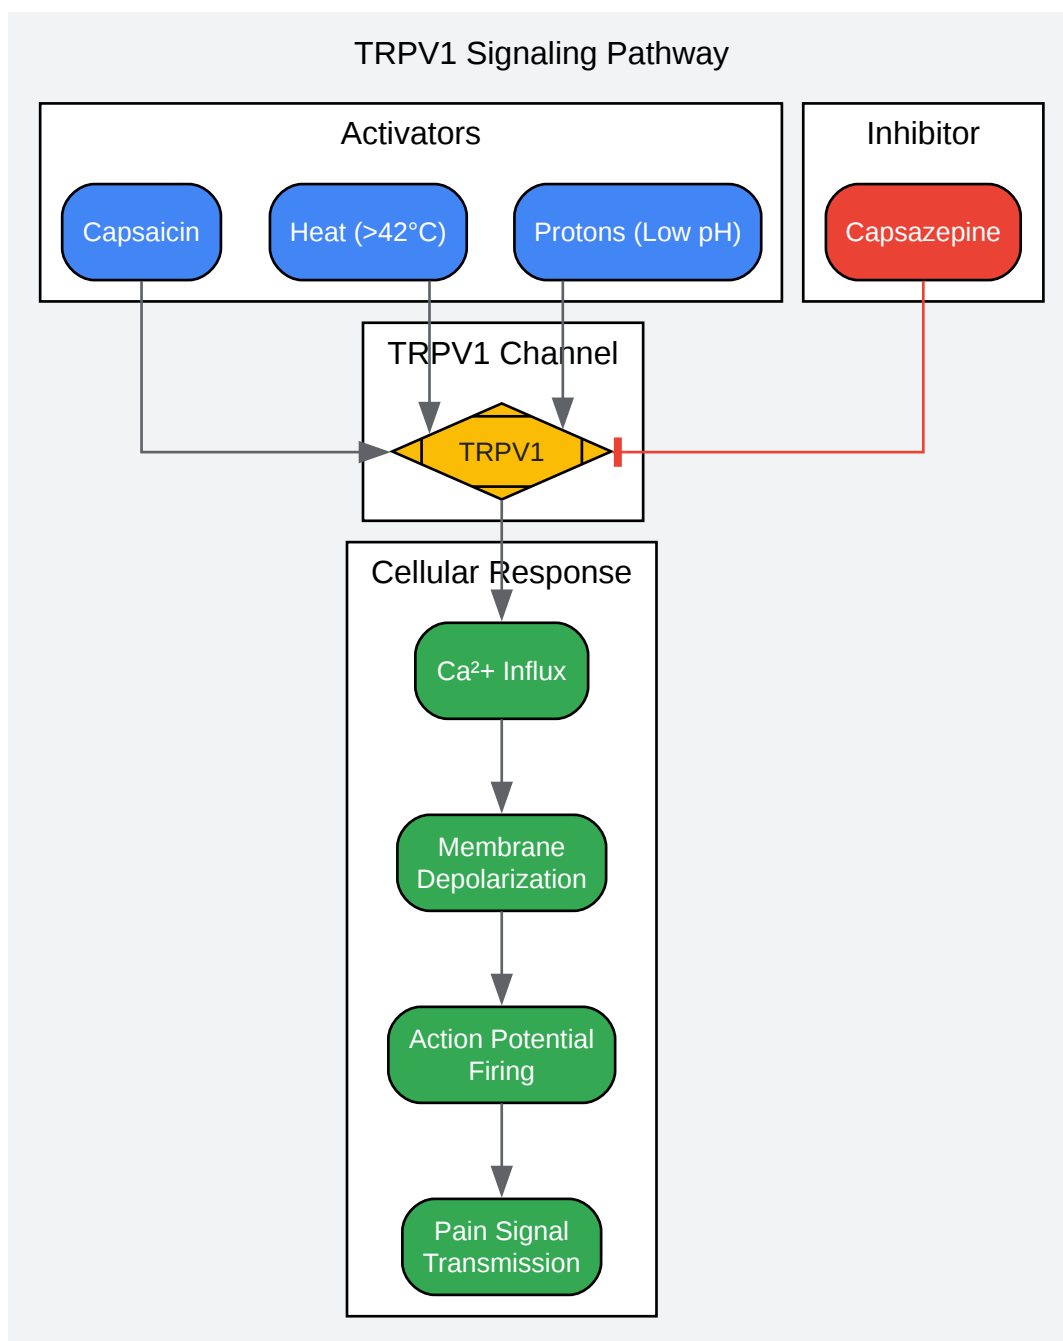 TRPV1 Signaling Pathway
Activators
Inhibitor
Capsaicin
Heat (>42°C)
Protons (Low pH)
Capsazepine
TRPV1 Channel
TRPV1
Cellular Response
Ca²+ Influx
Membrane
Depolarization
Action Potential
Firing
Pain Signal
Transmission